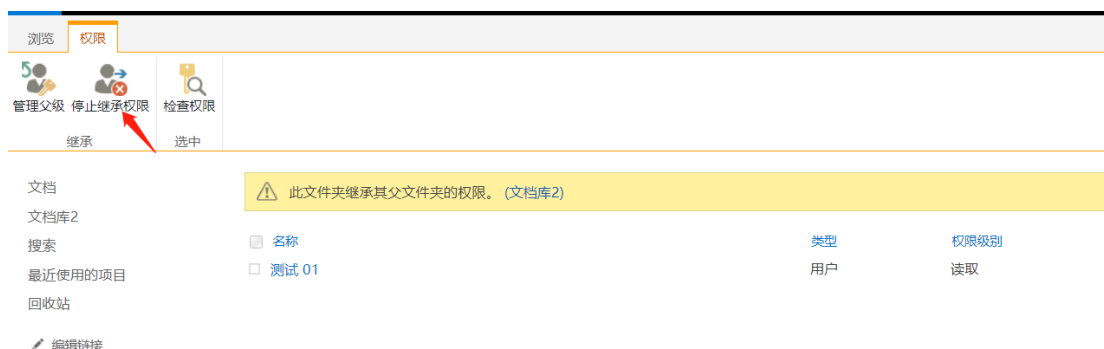 浏览 权限
管理父级 停止继承权限 检查权限
继承 选中
文档
此文件夹继承其父文件夹的权限。 (文档库2)
文档库2
搜索
名称 类型 权限级别
最近使用的项目
测试 01 用户 读取
回收站
编辑链接